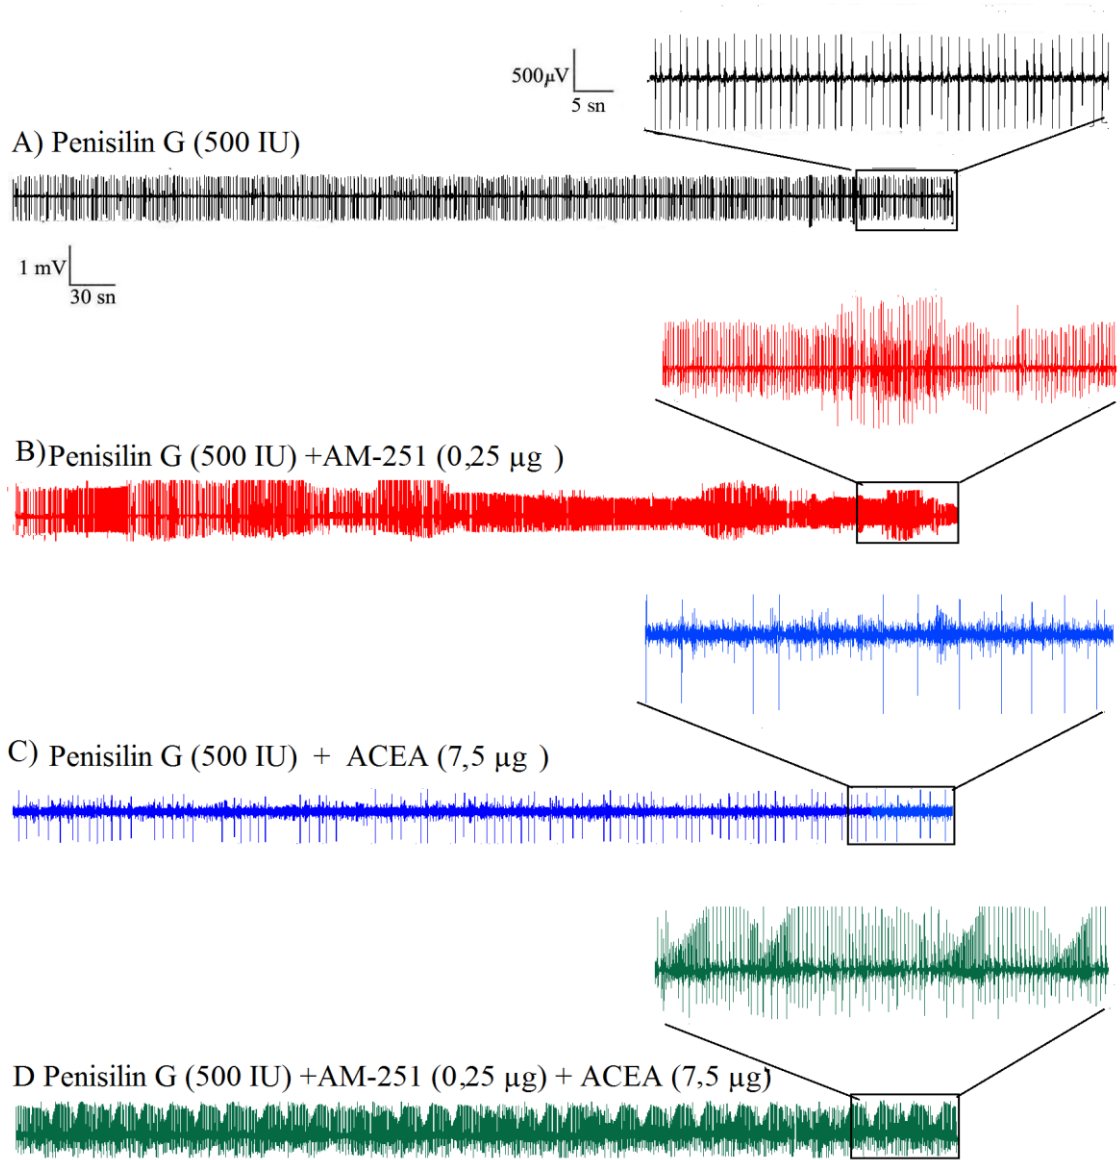 500µV
5 sn
A) Penisilin G (500 IU)
1 mV
30 sn
B)Penisilin G (500 IU) +AM-251 (0,25 µg )
C) Penisilin G (500 IU) + ACEA (7,5 µg )
D Penisilin G (500 IU) +AM-251 (0,25 µg) + ACEA (7,5 µg)